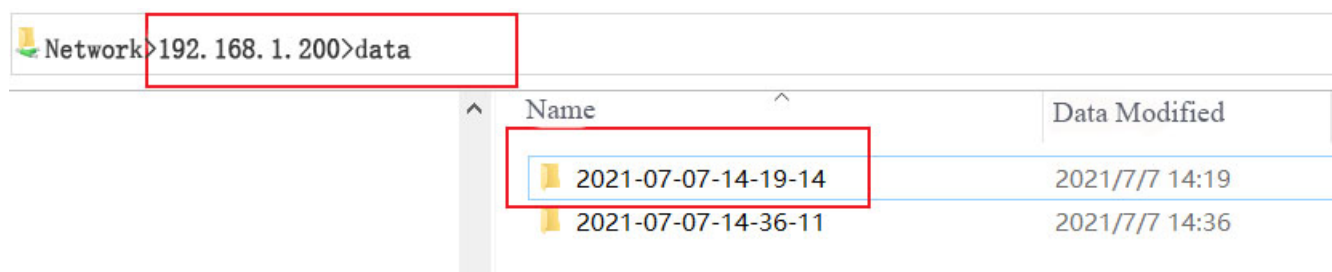 Network>192.168.1.200>data
Name Data Modified
2021-07-07-14-19-14 2021/7/7 14:19
2021-07-07-14-36-11 2021/7/7 14:36